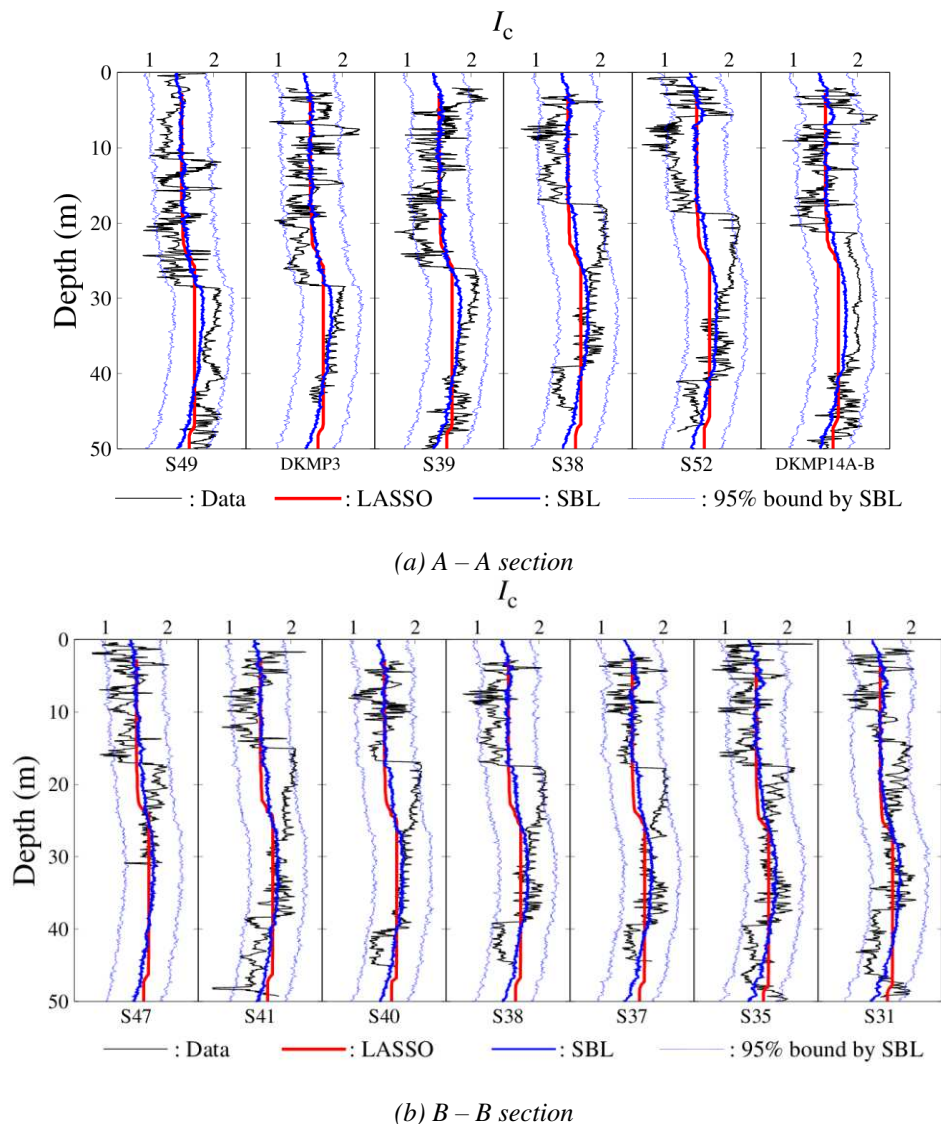 I_c
1 2 1 2 1 2 1 2 1 2 1 2
0
10
20
30
40
50
Depth (m)
S49 DKMP3 S39 S38 S52 DKMP14A-B
: Data : LASSO : SBL : 95% bound by SBL
(a) A – A section
I_c
1 2 1 2 1 2 1 2 1 2 1 2 1 2
0
10
20
30
40
50
Depth (m)
S47 S41 S40 S38 S37 S35 S31
: Data : LASSO : SBL : 95% bound by SBL
(b) B – B section